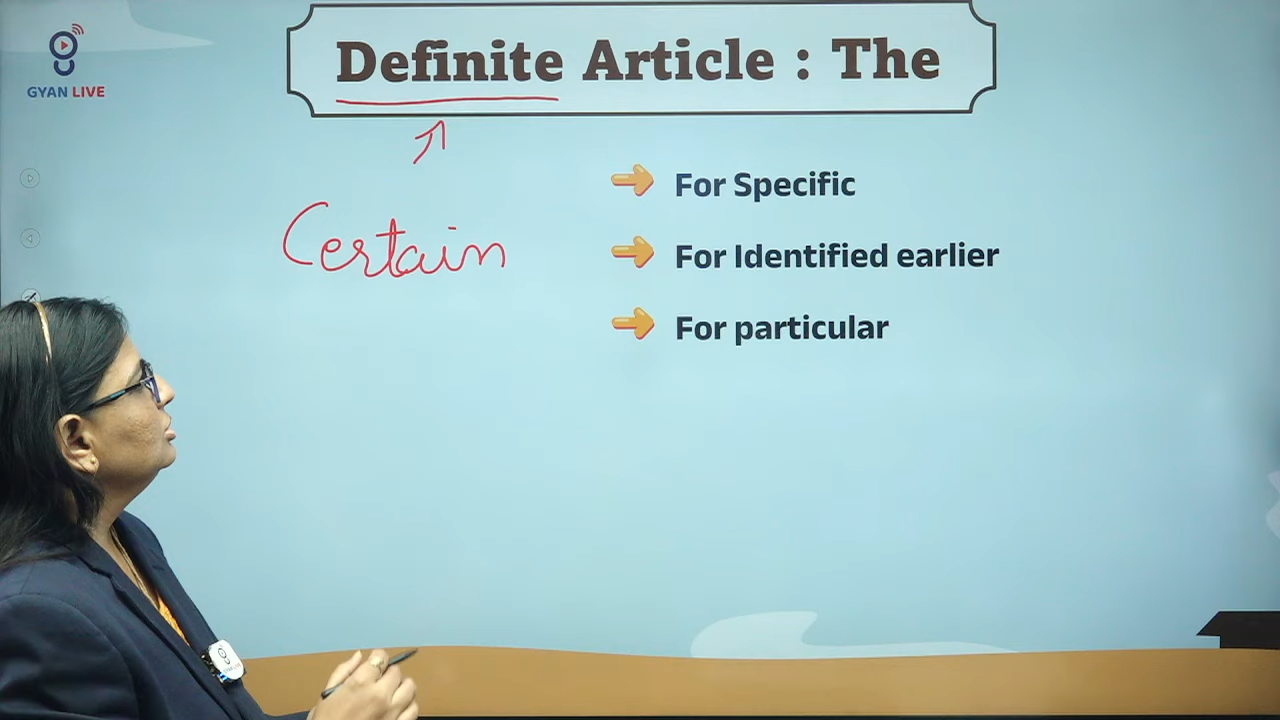 GYAN LIVE
Definite Article : The
Certain
For Specific
For Identified earlier
For particular